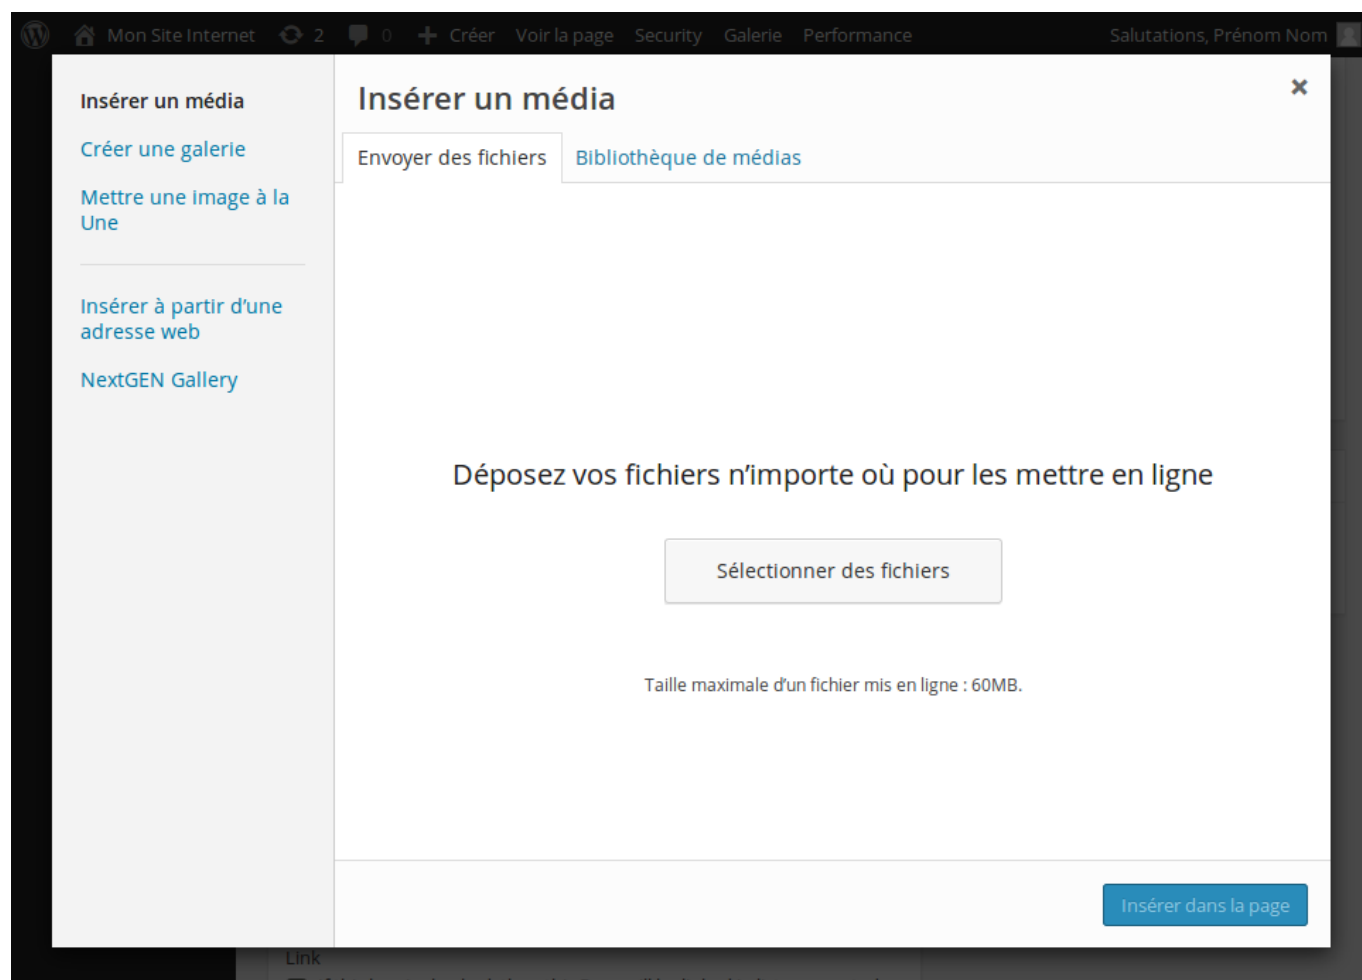 Mon Site Internet 2 0 Créer Voir la page Security Galerie Performance Salutations, Prénom Nom
Insérer un média
Créer une galerie
Mettre une image à la
Une
Insérer à partir d'une
adresse web
NextGEN Gallery
Insérer un média
Envoyer des fichiers Bibliothèque de médias
Déposez vos fichiers n'importe où pour les mettre en ligne
Sélectionner des fichiers
Taille maximale d'un fichier mis en ligne : 60MB.
Insérer dans la page
Link